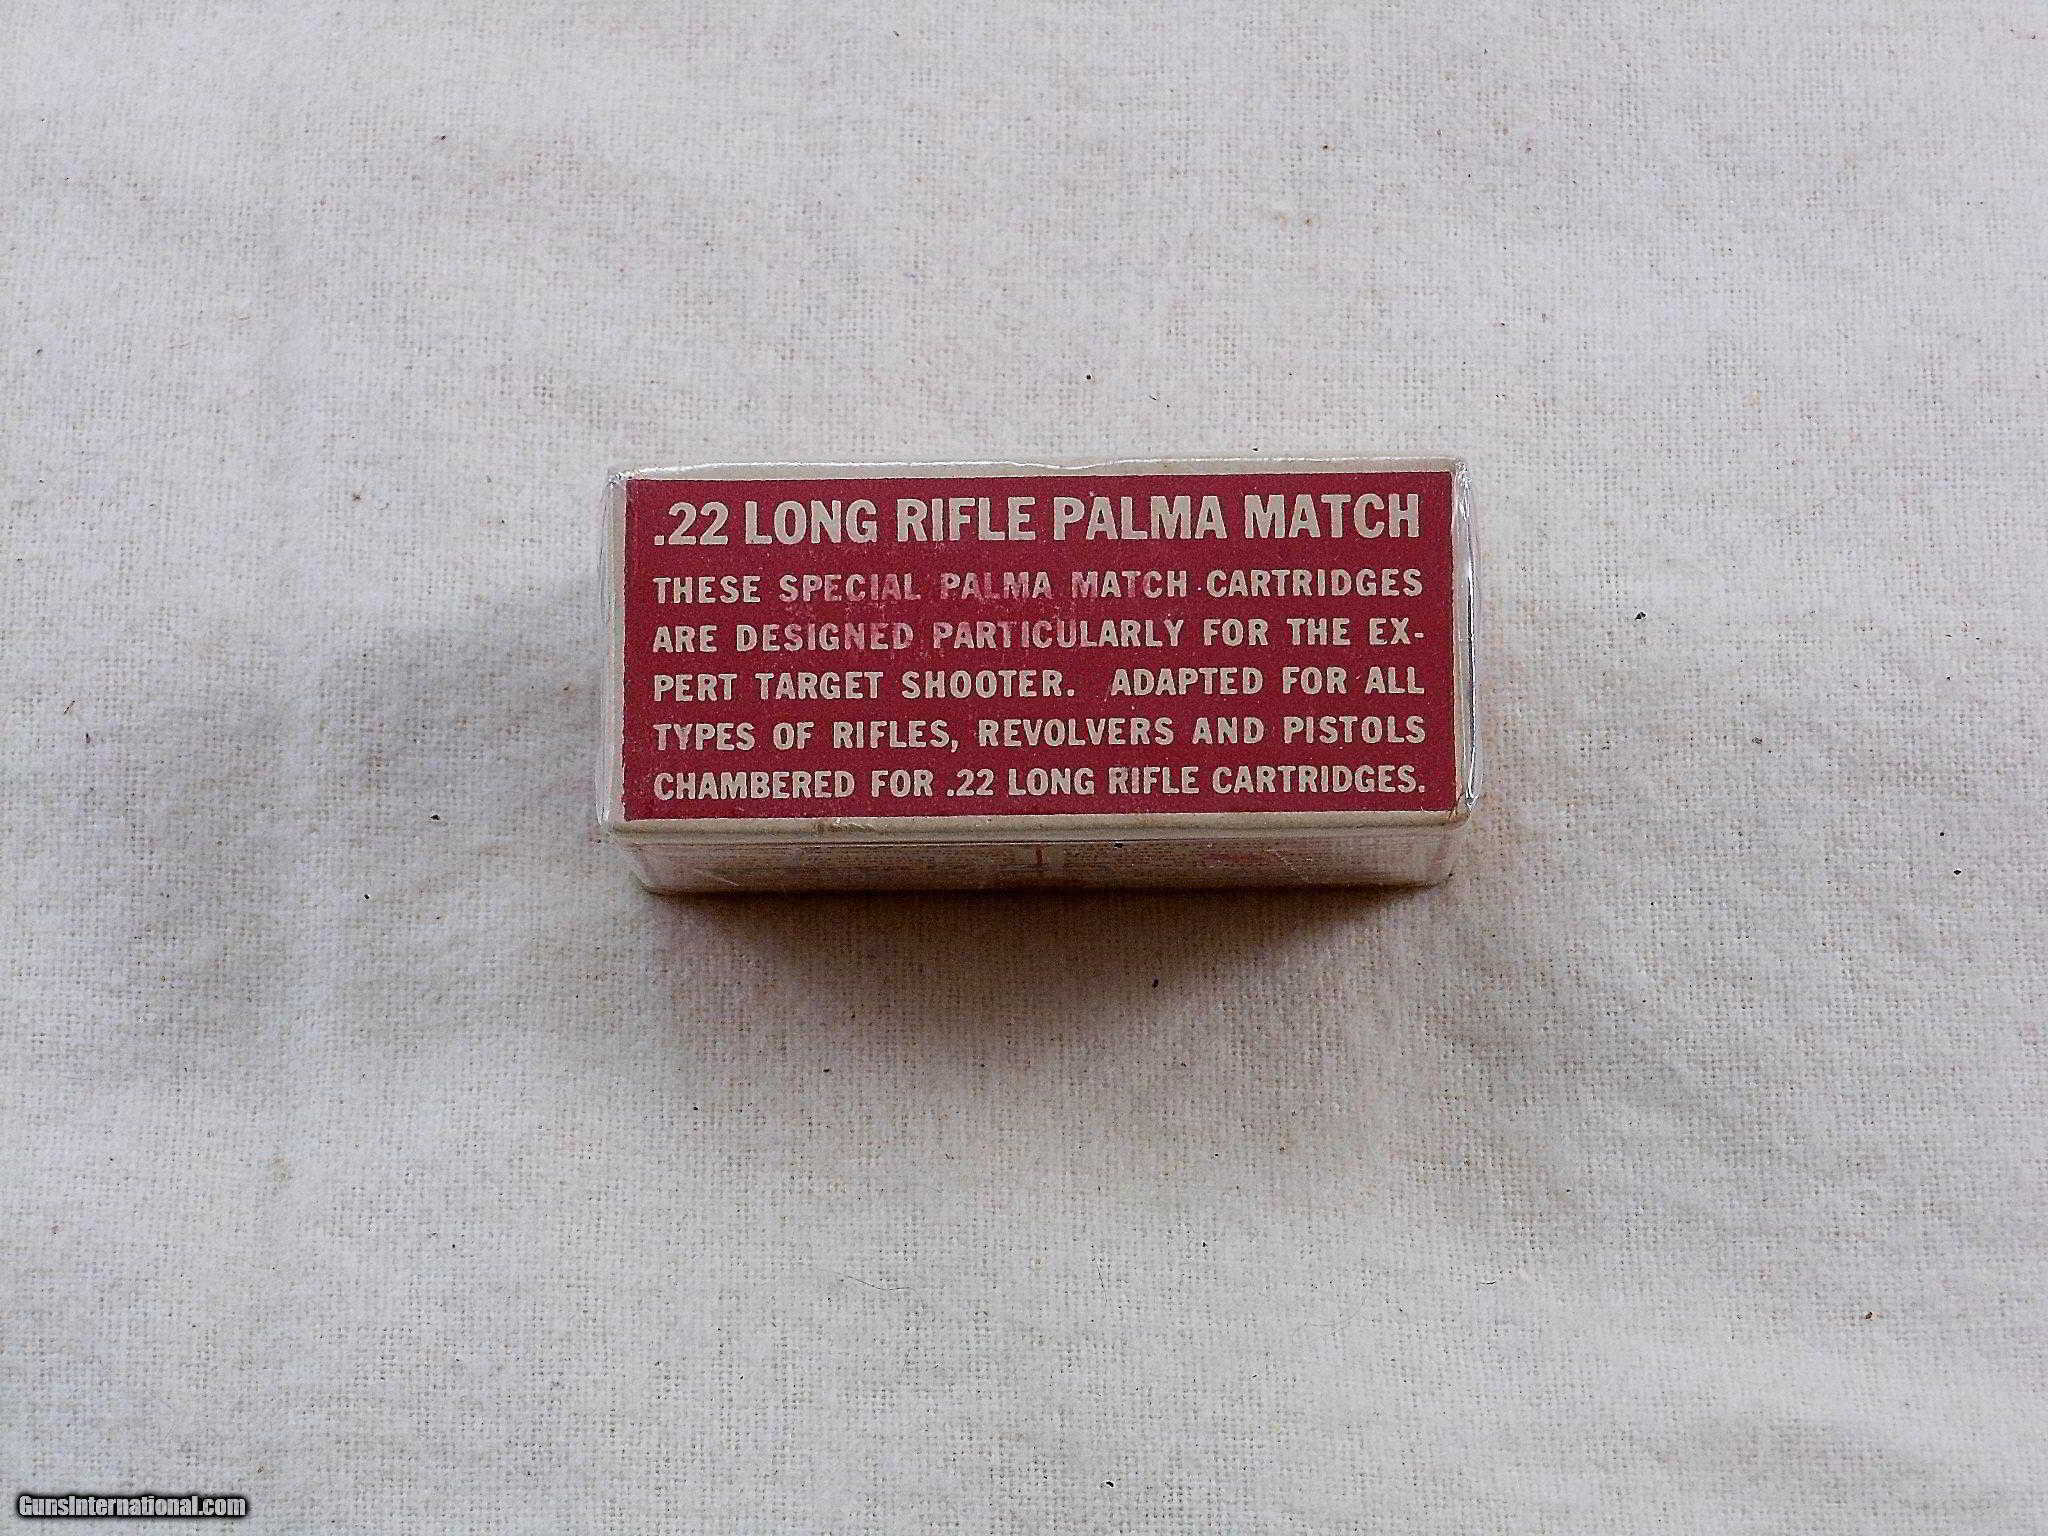 .22 LONG RIFLE PALMA MATCH
THESE SPECIAL PALMA MATCH CARTRIDGES
ARE DESIGNED PARTICULARLY FOR THE EX-
PERT TARGET SHOOTER. ADAPTED FOR ALL
TYPES OF RIFLES, REVOLVERS AND PISTOLS
CHAMBERED FOR .22 LONG RIFLE CARTRIDGES.
GunsInternational.com